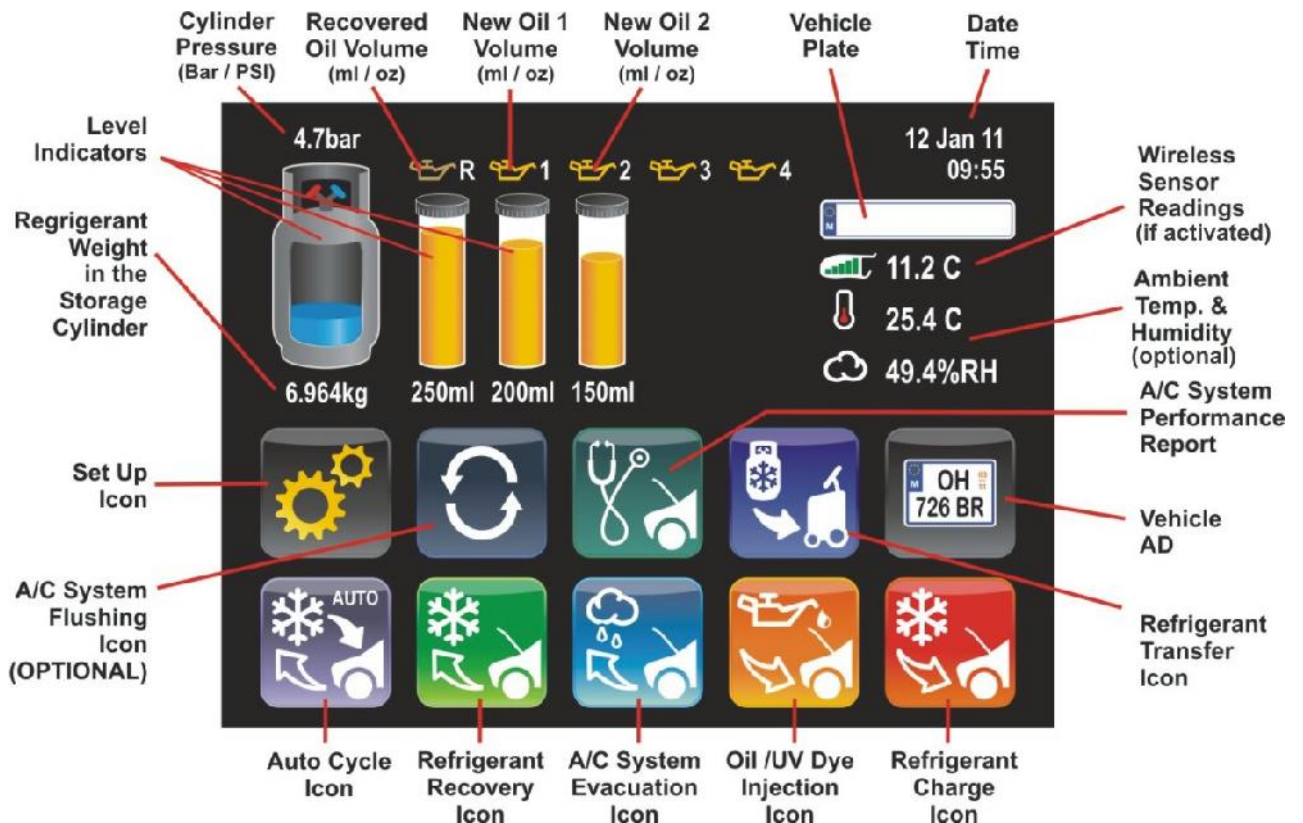 Cylinder
Pressure
(Bar / PSI)
Recovered
Oil Volume
(ml / oz)
New Oil 1
Volume
(ml / oz)
New Oil 2
Volume
(ml / oz)
Vehicle
Plate
Date
Time
Level
Indicators
Regrigerant
Weight
in the
Storage
Cylinder
Set Up
Icon
A/C System
Flushing
Icon
(OPTIONAL)
4.7bar
R
1
2
3
4
12 Jan 11
09:55
M
11.2 C
25.4 C
49.4%RH
6.964kg
250ml
200ml
150ml
M
OH
726 BR
AUTO
Wireless
Sensor
Readings
(if activated)
Ambient
Temp. &
Humidity
(optional)
A/C System
Performance
Report
Vehicle
AD
Refrigerant
Transfer
Icon
Auto Cycle
Icon
Refrigerant
Recovery
Icon
A/C System
Evacuation
Icon
Oil /UV Dye
Injection
Icon
Refrigerant
Charge
Icon